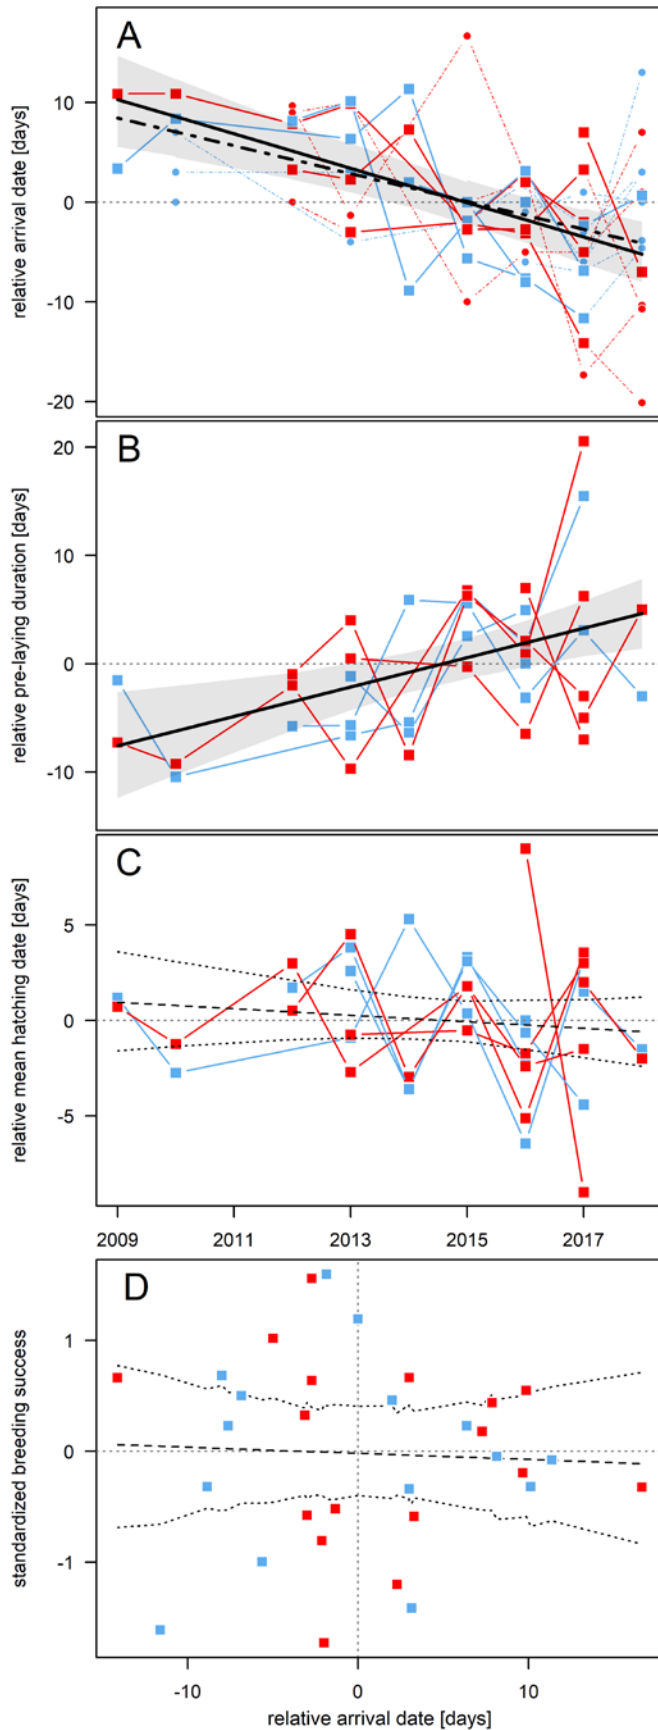 A
relative arrival date [days]
10
0
-10
-20
B
relative pre-laying duration [days]
20
10
0
-10
C
relative mean hatching date [days]
5
0
-5
2009 2011 2013 2015 2017
D
standardized breeding success
1
0
-1
-10 0 10
relative arrival date [days]